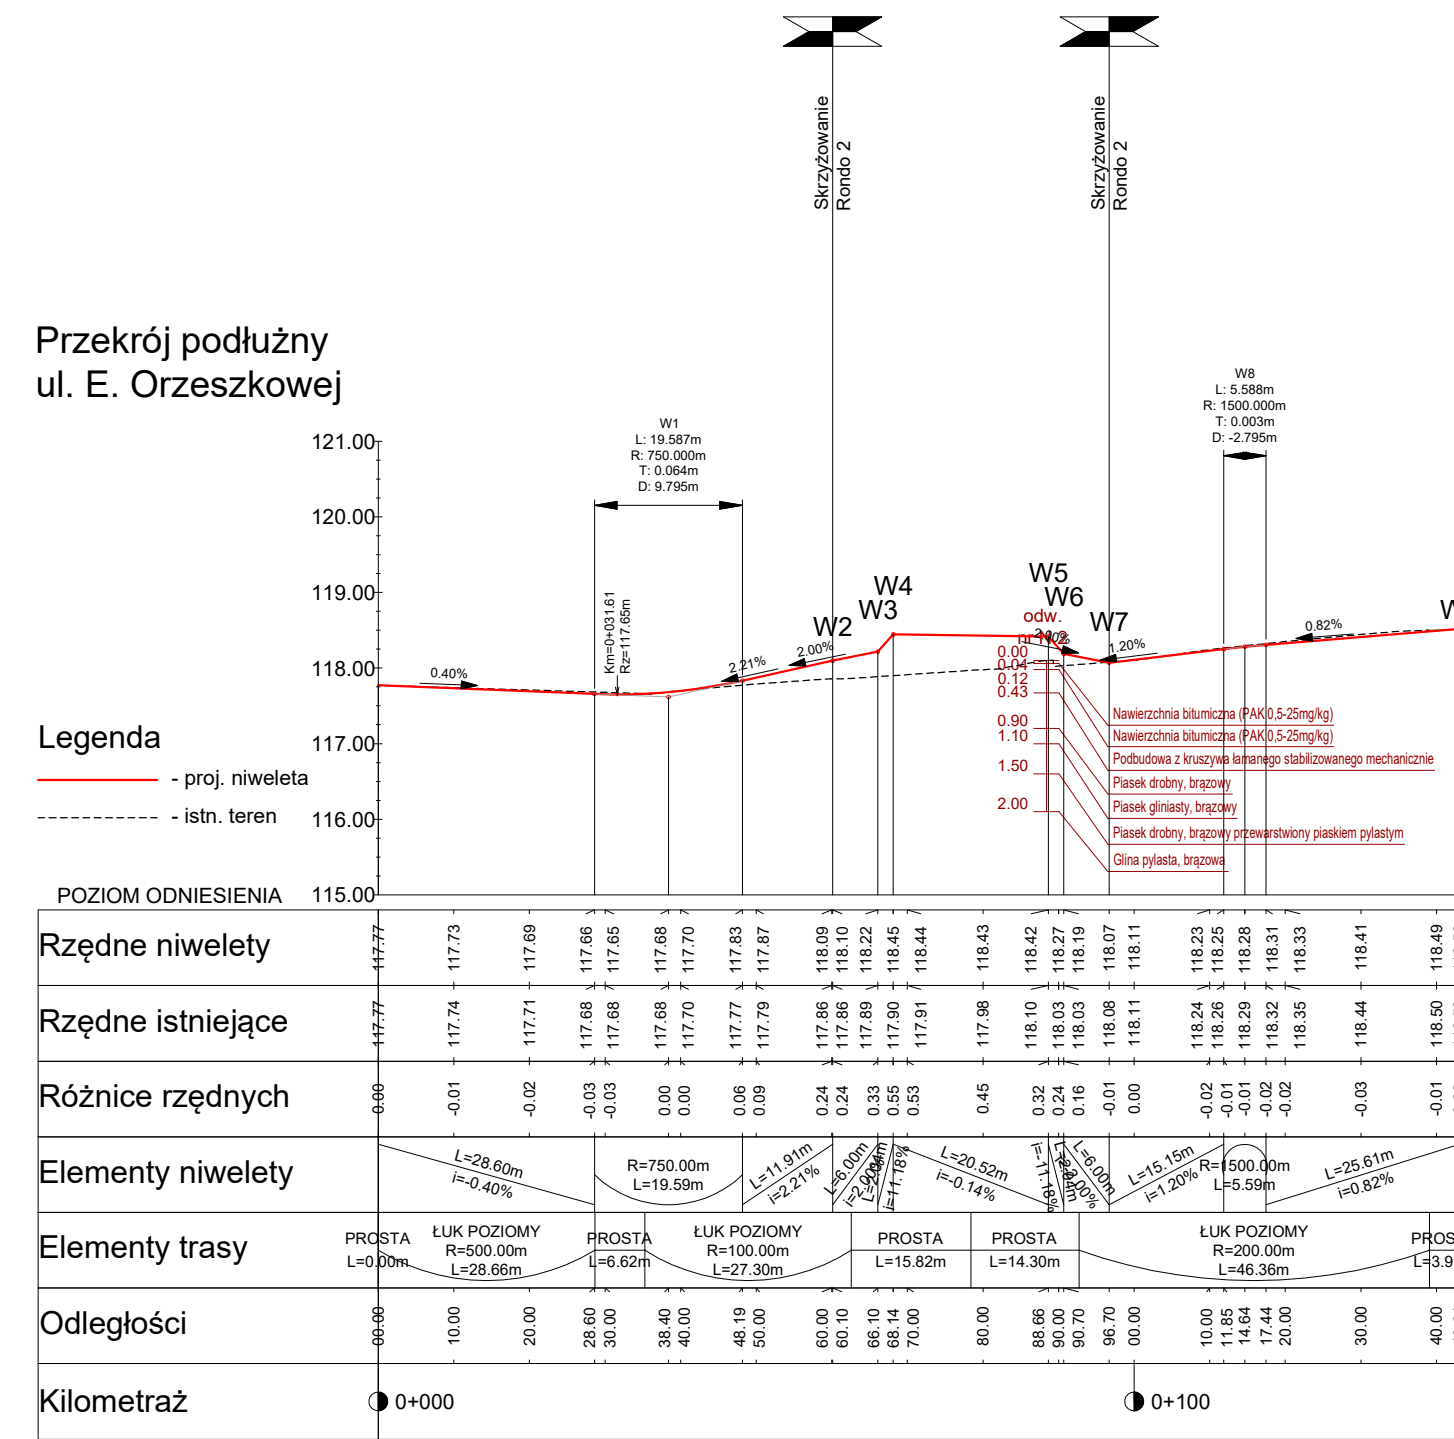 Skrzyżowanie
Rondo 2
Skrzyżowanie
Rondo 2
Przekrój podłużny
ul. E. Orzeszkowej
W1
L: 19.587m
R: 750.000m
T: 0.064m
D: 9.795m
W8
L: 5.588m
R: 1500.000m
T: 0.003m
D: -2.795m
121.00
120.00
119.00
118.00
117.00
116.00
POZIOM ODNIESIENIA 115.00
Km=0+031.61
Rz=117.65m
W2
W3
W4
W5
W6
W7
0.40%
2.21%
2.00%
1.20%
0.82%
odw.
0.00
0.04
0.12
0.43
0.90
1.10
1.50
2.00
Nawierzchnia bitumiczna (PAK 0,5-25mg/kg)
Nawierzchnia bitumiczna (PAK 0,5-25mg/kg)
Podbudowa z kruszywa łamanego stabilizowanego mechanicznie
Piasek drobny, brązowy
Piasek gliniasty, brązowy
Piasek drobny, brązowy przewarstwiony piaskiem pylastym
Glina pylasta, brązowa
Legenda
- proj. niweleta
- istn. teren
Rzędne niwelety
117.77 117.73 117.69 117.66 117.65 117.68 117.70 117.83 117.87 118.09 118.10 118.22 118.45 118.44 118.43 118.42 118.27 118.19 118.07 118.11 118.23 118.25 118.28 118.31 118.33 118.41 118.49
Rzędne istniejące
117.77 117.74 117.71 117.68 117.68 117.68 117.70 117.77 117.79 117.86 117.86 117.89 117.90 117.91 117.98 118.10 118.03 118.03 118.08 118.11 118.24 118.26 118.29 118.32 118.35 118.44 118.50
Różnice rzędnych
0.00 -0.01 -0.02 -0.03 -0.03 0.00 0.00 0.06 0.09 0.24 0.24 0.33 0.55 0.53 0.45 0.32 0.24 0.16 -0.01 0.00 -0.02 -0.01 -0.01 -0.02 -0.02 -0.03 -0.01
Elementy niwelety
L=28.60m
i=-0.40%
R=750.00m
L=19.59m
L=11.91m
i=2.21%
L=6.00m
i=2.00%
i=11.18%
L=20.52m
i=-0.14%
i=-11.18%
L=6.00m
L=15.15m
i=1.20%
R=1500.00m
L=5.59m
L=25.61m
i=0.82%
Elementy trasy
PROSTA
L=0.00m
ŁUK POZIOMY
R=500.00m
L=28.66m
PROSTA
L=6.62m
ŁUK POZIOMY
R=100.00m
L=27.30m
PROSTA
L=15.82m
PROSTA
L=14.30m
ŁUK POZIOMY
R=200.00m
L=46.36m
Odległości
00.00 10.00 20.00 28.60 30.00 38.40 40.00 48.19 50.00 60.00 60.10 66.10 68.14 70.00 80.00 88.66 90.00 90.70 96.70 00.00 10.00 11.85 14.64 17.44 20.00 30.00 40.00
Kilometraż
0+000
0+100